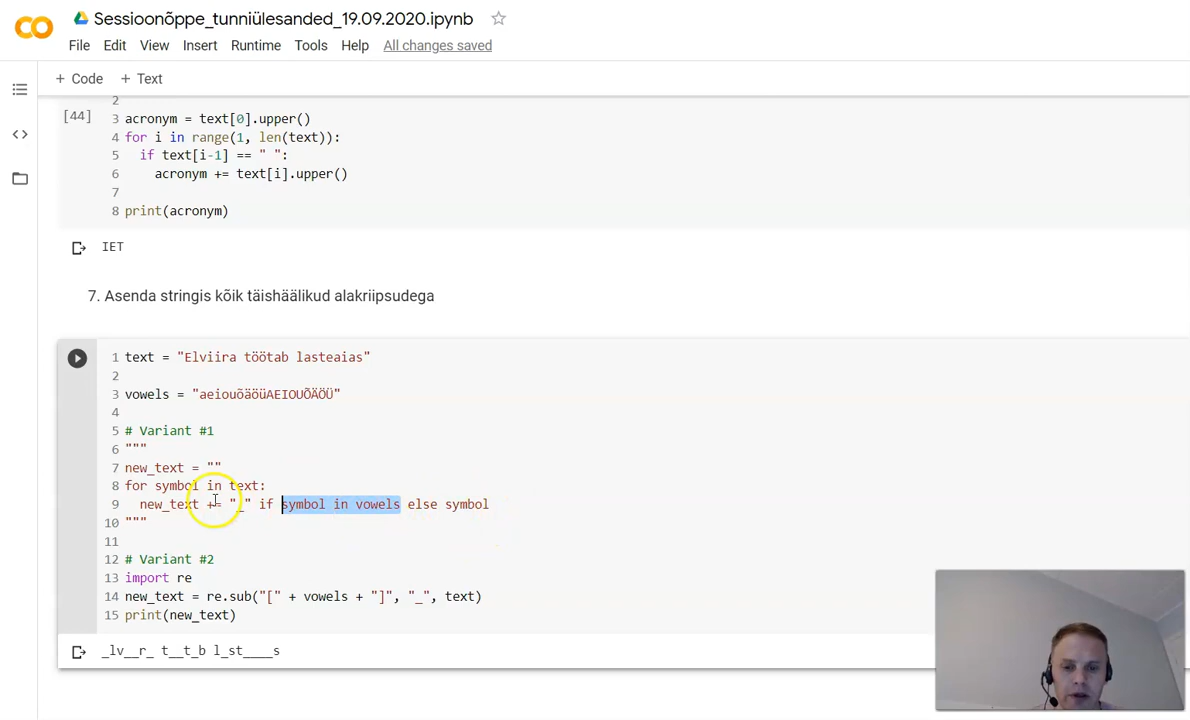 Sessioonõppe_tunniülesanded_19.09.2020.ipynb
File Edit View Insert Runtime Tools Help All changes saved
+ Code + Text
2
[44]
3 acronym = text[0].upper()
4 for i in range(1, len(text)):
5 if text[i-1] == " ":
6 acronym += text[i].upper()
7
8 print(acronym)
IET
7. Asenda stringis kõik täishäälikud alakriipsudega
1 text = "Elviira töötab lasteaias"
2
3 vowels = "aeiouõäöüAEIOUÕÄÖÜ"
4
5 # Variant #1
6 """
7 new_text = ""
8 for symbol in text:
9 new_text += "_" if symbol in vowels else symbol
10 """
11
12 # Variant #2
13 import re
14 new_text = re.sub("[" + vowels + "]", "_", text)
15 print(new_text)
_lv__r_ t__t_b l_st____s